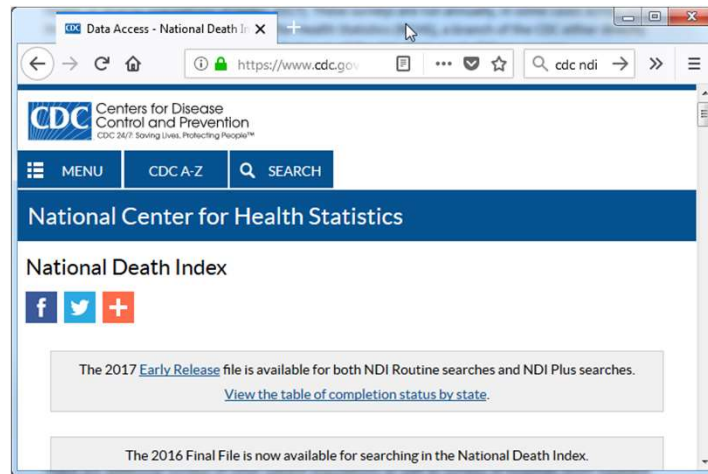 Data Access - National Death In
https://www.cdc.gov
cdc ndi
CDC
Centers for Disease
Control and Prevention
CDC 24/7: Saving Lives. Protecting People™
MENU
CDC A-Z
SEARCH
National Center for Health Statistics
National Death Index
The 2017 Early Release file is available for both NDI Routine searches and NDI Plus searches.
View the table of completion status by state.
The 2016 Final File is now available for searching in the National Death Index.